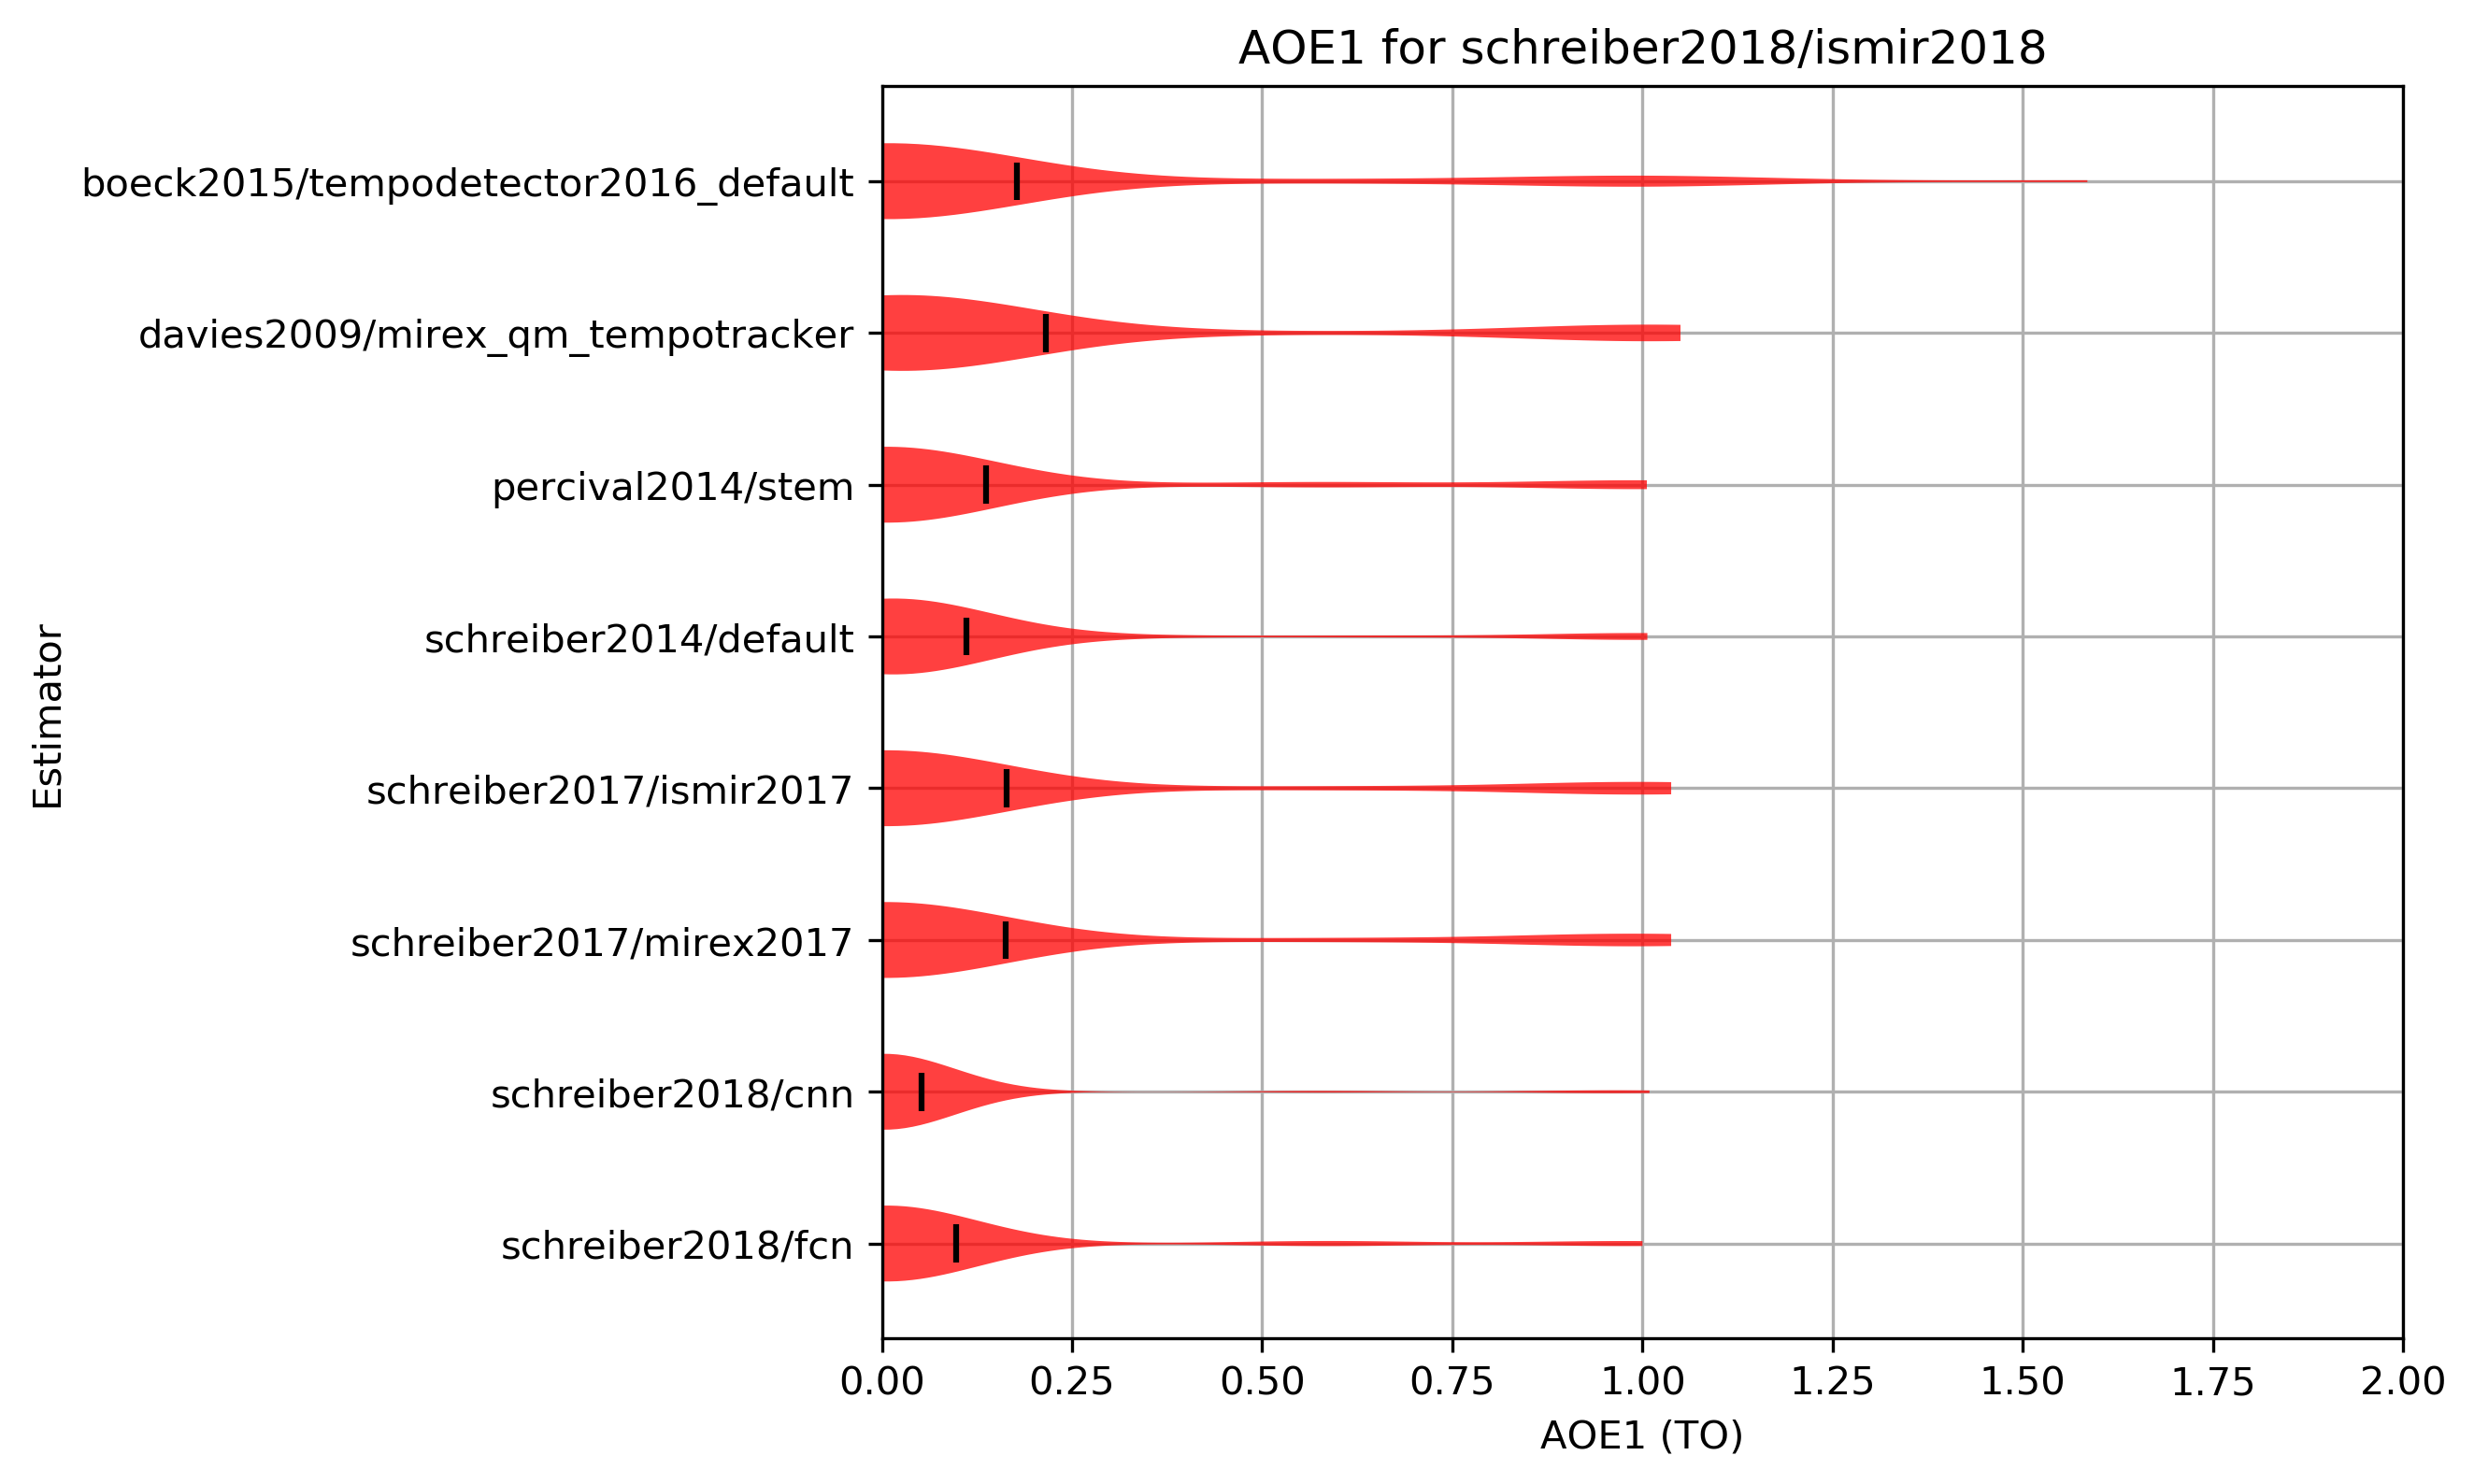 AOE1 for schreiber2018/ismir2018
boeck2015/tempodetector2016_default
davies2009/mirex_qm_tempotracker
percival2014/stem
schreiber2014/default
schreiber2017/ismir2017
schreiber2017/mirex2017
schreiber2018/cnn
schreiber2018/fcn
Estimator
0.00 0.25 0.50 0.75 1.00 1.25 1.50 1.75 2.00
AOE1 (TO)